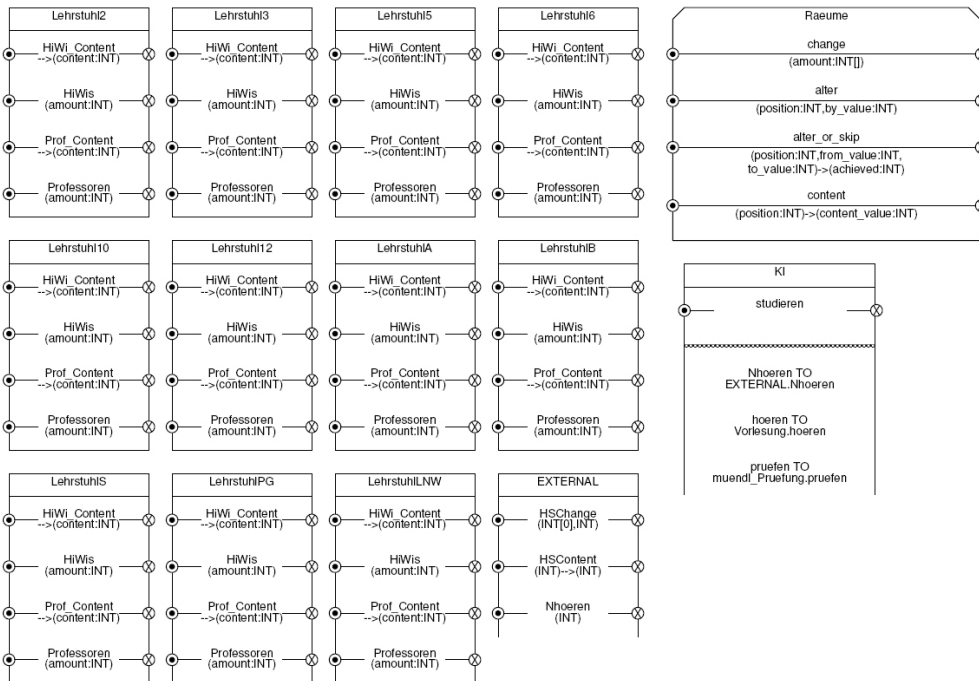 Lehrstuhl2
HiWi_Content
-->(content:INT)
HiWis
(amount:INT)
Prof_Content
-->(content:INT)
Professoren
(amount:INT)
Lehrstuhl3
HiWi_Content
-->(content:INT)
HiWis
(amount:INT)
Prof_Content
-->(content:INT)
Professoren
(amount:INT)
Lehrstuhl5
HiWi_Content
-->(content:INT)
HiWis
(amount:INT)
Prof_Content
-->(content:INT)
Professoren
(amount:INT)
Lehrstuhl6
HiWi_Content
-->(content:INT)
HiWis
(amount:INT)
Prof_Content
-->(content:INT)
Professoren
(amount:INT)
Raeume
change
(amount:INT[])
alter
(position:INT,by_value:INT)
alter_or_skip
(position:INT,from_value:INT,
to_value:INT)->(achieved:INT)
content
(position:INT)->(content_value:INT)
Lehrstuhl10
HiWi_Content
-->(content:INT)
HiWis
(amount:INT)
Prof_Content
-->(content:INT)
Professoren
(amount:INT)
Lehrstuhl12
HiWi_Content
-->(content:INT)
HiWis
(amount:INT)
Prof_Content
-->(content:INT)
Professoren
(amount:INT)
LehrstuhlA
HiWi_Content
-->(content:INT)
HiWis
(amount:INT)
Prof_Content
-->(content:INT)
Professoren
(amount:INT)
LehrstuhlB
HiWi_Content
-->(content:INT)
HiWis
(amount:INT)
Prof_Content
-->(content:INT)
Professoren
(amount:INT)
KI
studieren
Nhoeren TO
EXTERNAL.Nhoeren
hoeren TO
Vorlesung.hoeren
pruefen TO
muendl_Pruefung.pruefen
LehrstuhlS
HiWi_Content
-->(content:INT)
HiWis
(amount:INT)
Prof_Content
-->(content:INT)
Professoren
(amount:INT)
LehrstuhlPG
HiWi_Content
-->(content:INT)
HiWis
(amount:INT)
Prof_Content
-->(content:INT)
Professoren
(amount:INT)
LehrstuhlLNW
HiWi_Content
-->(content:INT)
HiWis
(amount:INT)
Prof_Content
-->(content:INT)
Professoren
(amount:INT)
EXTERNAL
HSChange
(INT[0],INT)
HSContent
(INT)-->(INT)
Nhoeren
(INT)